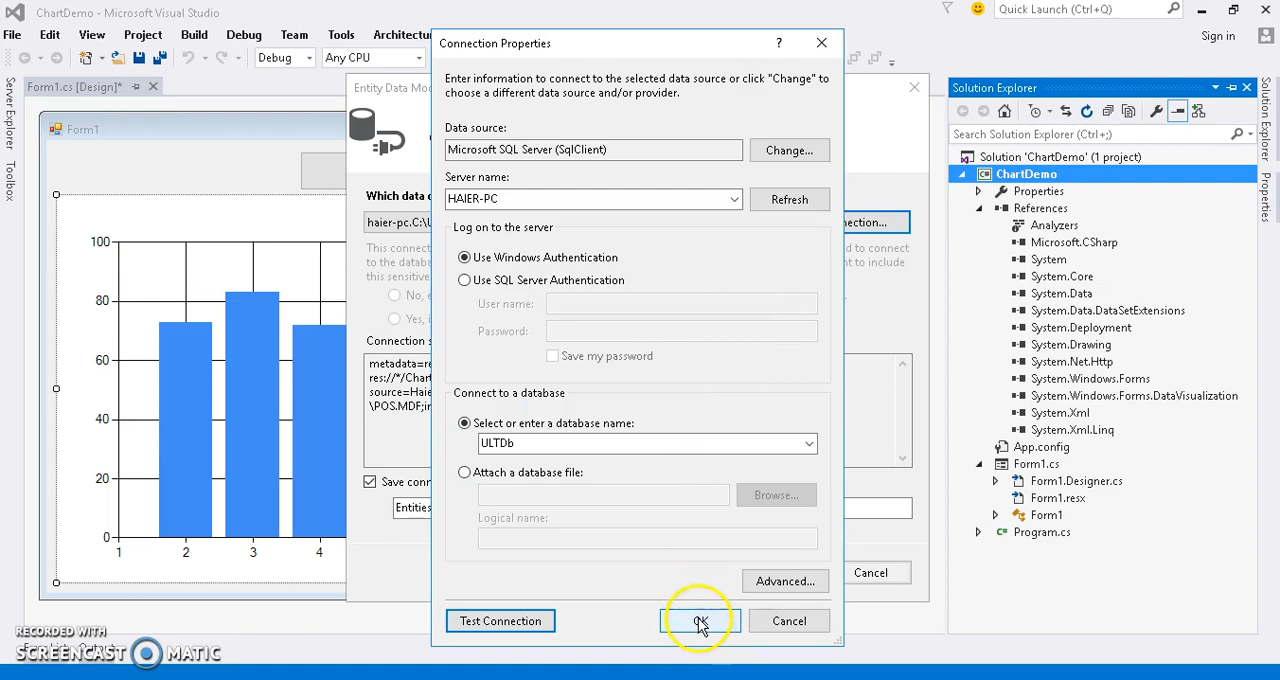 ChartDemo - Microsoft Visual Studio
Quick Launch (Ctrl+Q)
File Edit View Project Build Debug Team Tools
Sign in
Debug Any CPU
Form1.cs [Design]*
Server Explorer
Toolbox
Form1
100
80
60
40
20
0
1 2 3 4
Which data
haier-pc.C:\
This connect
to the databa
this sensitive
No, e
Yes, i
Connection s
metadata=re
res://*/Chart
source=Haie
\POS.MDF;in
Save conn
Entities
ed to connect
nt to include
Cancel
Connection Properties
?
Enter information to connect to the selected data source or click "Change" to
choose a different data source and/or provider.
Data source:
Microsoft SQL Server (SqlClient)
Change...
Server name:
HAIER-PC
Refresh
Log on to the server
Use Windows Authentication
Use SQL Server Authentication
User name:
Password:
Save my password
Connect to a database
Select or enter a database name:
ULTDb
Attach a database file:
Browse...
Logical name:
Advanced...
Test Connection
OK
Cancel
Solution Explorer
Search Solution Explorer (Ctrl+;)
Solution 'ChartDemo' (1 project)
ChartDemo
Properties
References
Analyzers
Microsoft.CSharp
System
System.Core
System.Data
System.Data.DataSetExtensions
System.Deployment
System.Drawing
System.Net.Http
System.Windows.Forms
System.Windows.Forms.DataVisualization
System.Xml
System.Xml.Linq
App.config
Form1.cs
Form1.Designer.cs
Form1.resx
Form1
Program.cs
Solution Explorer
Properties
RECORDED WITH
SCREENCAST MATIC